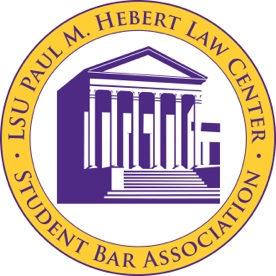 LSU PAUL M. HEBERT LAW CENTER
STUDENT BAR ASSOCIATION